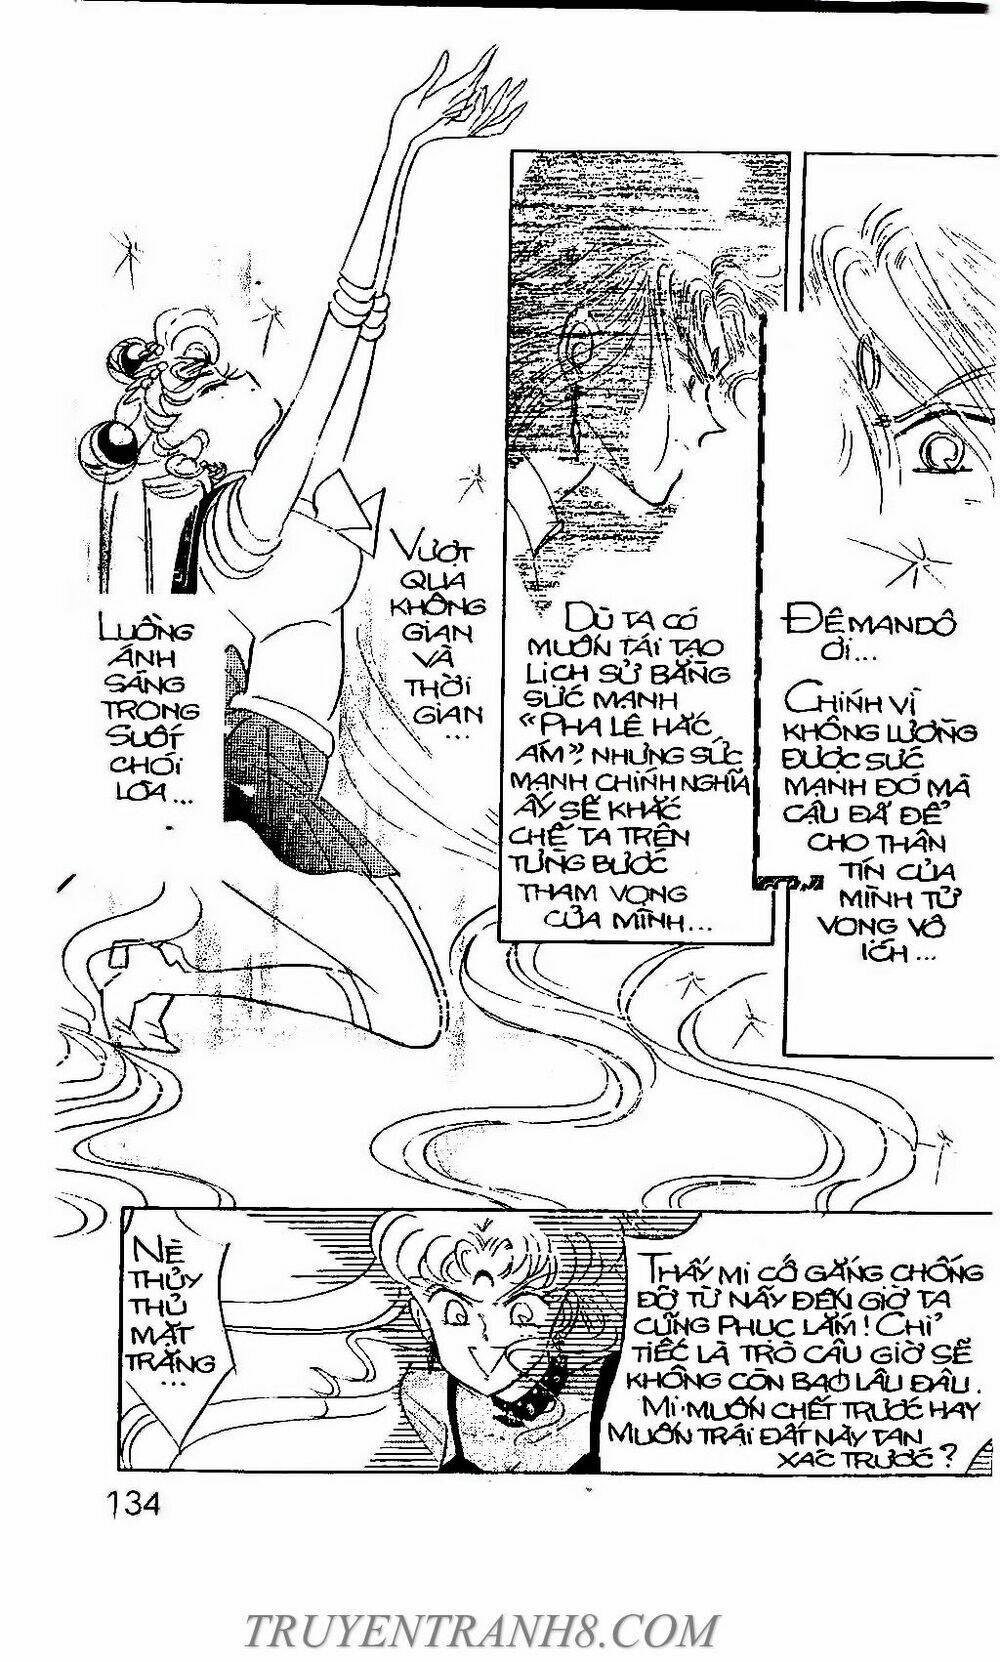 ĐÊMANDÔ
ƠI...
CHÍNH VÌ
KHÔNG LƯỜNG
ĐƯỢC SỨC
MẠNH ĐÓ MÀ
CẬU ĐÃ ĐỂ
CHO THÂN
TÍN CỦA
MÌNH TỬ
VONG VÔ
ÍCH...
DÙ TA CÓ
MUỐN TÁI TẠO
LỊCH SỬ BẰNG
SỨC MẠNH
"PHA LÊ HẮC
ÁM", NHƯNG SỨC
MẠNH CHÍNH NGHĨA
ẤY SẼ KHẮC
CHẾ TA TRÊN
TỪNG BƯỚC
THAM VỌNG
CỦA MÌNH...
VƯỢT
QUA
KHÔNG
GIAN
VÀ
THỜI
GIAN
...
LUỒNG
ÁNH
SÁNG
TRONG
SUỐT
CHÓI
LÒA...
THẤY MI CỐ GẮNG CHỐNG
ĐỠ TỪ NẪY ĐẾN GIỜ TA
CŨNG PHỤC LẮM! CHỈ
TIẾC LÀ TRÒ CÂU GIỜ SẼ
KHÔNG CÒN BAO LÂU ĐÂU.
MI MUỐN CHẾT TRƯỚC HAY
MUỐN TRÁI ĐẤT NÀY TAN
XÁC TRƯỚC?
NÈ
THỦY
THỦ
MẶT
TRĂNG
...
134
TRUYENTRANH8.COM